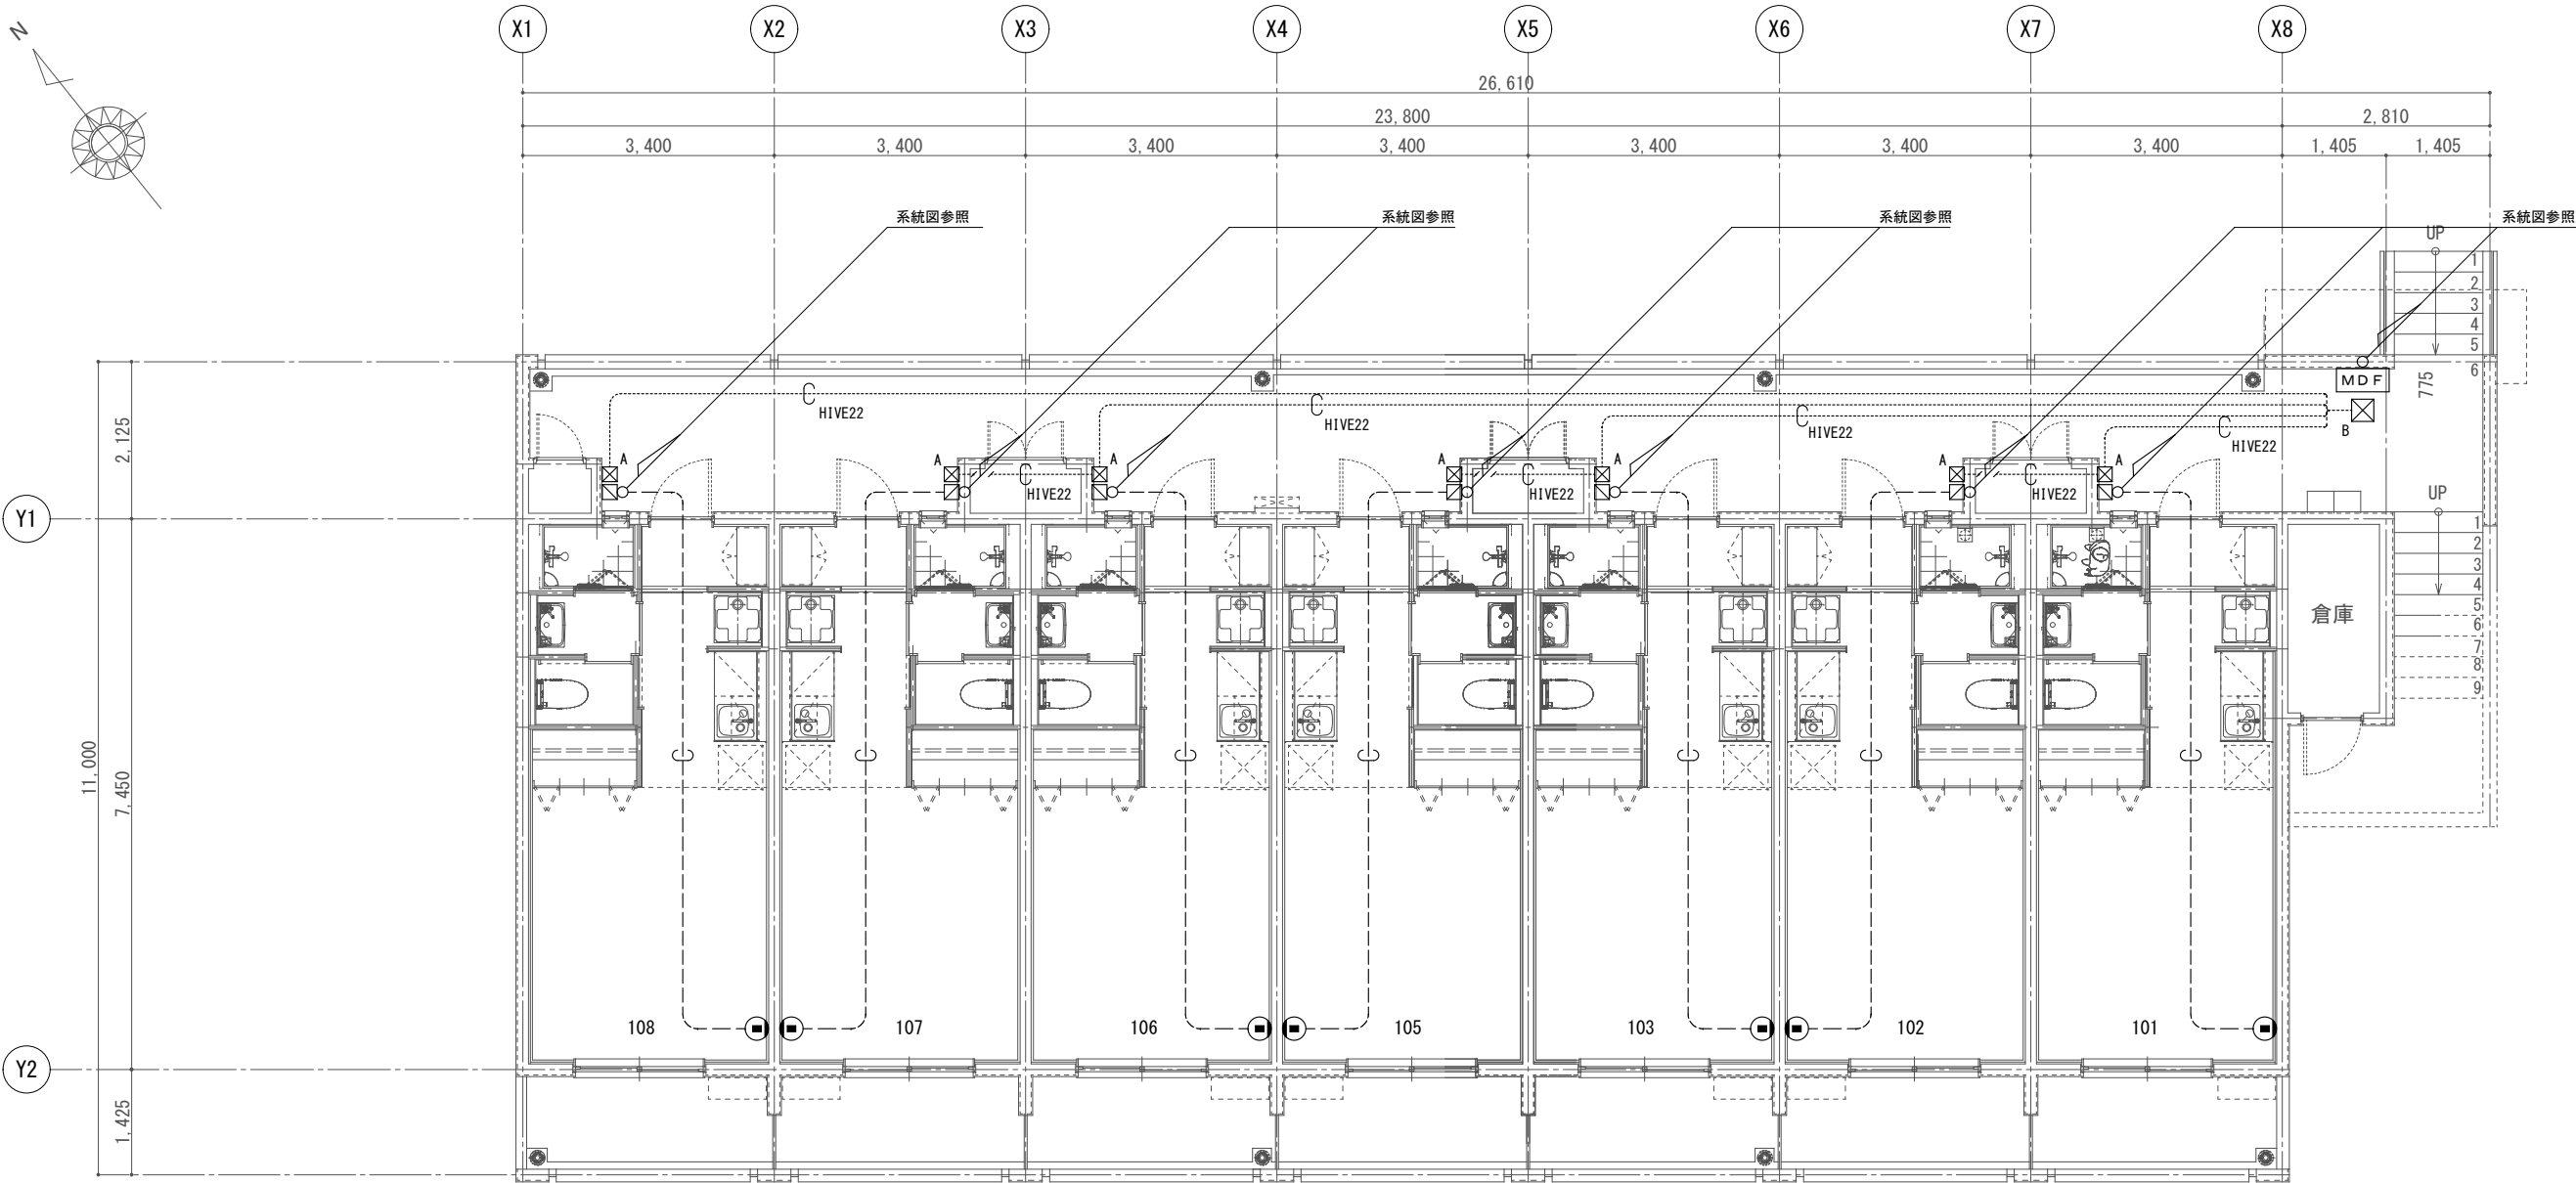 N
X1 X2 X3 X4 X5 X6 X7 X8
26,610
23,800 2,810
3,400 3,400 3,400 3,400 3,400 3,400 3,400 1,405 1,405
系統図参照 系統図参照 系統図参照 系統図参照
UP
1
2
3
4
5
6
MDF
775
HIVE22 HIVE22 HIVE22 HIVE22
B
A A A A A A A
HIVE22 HIVE22 HIVE22
2,125
Y1
UP
1
2
3
4
5
6
7
8
9
倉庫
11,000
7,450
108 107 106 105 103 102 101
Y2
1,425